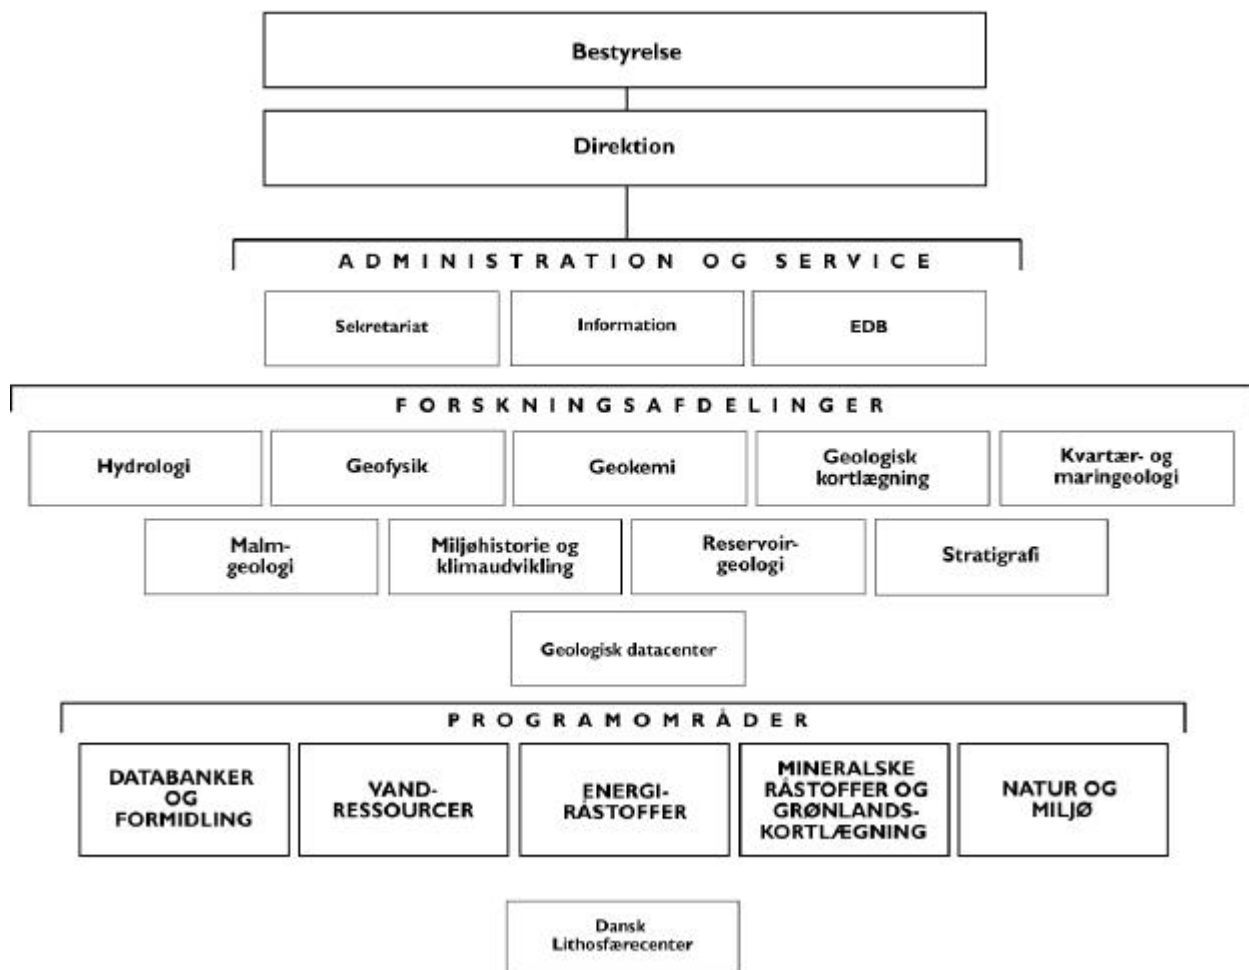 Bestyrelse
Direktion
ADMINISTRATION OG SERVICE
Sekretariat
Information
EDB
FORSKNINGSAFDELINGER
Hydrologi
Geofysik
Geokemi
Geologisk
kortlægning
Kvartær- og
maringeologi
Malm-
geologi
Miljøhistorie og
klimaudvikling
Reservoir-
geologi
Stratigrafi
Geologisk datacenter
PROGRAMOMRÅDER
DATABANKER
OG
FORMIDLING
VAND-
RESSOURCER
ENERGI-
RÅSTOFFER
MINERALSKE
RÅSTOFFER OG
GRØNLANDS-
KORTLÆGNING
NATUR OG
MILJØ
Dansk
Lithosfærecenter